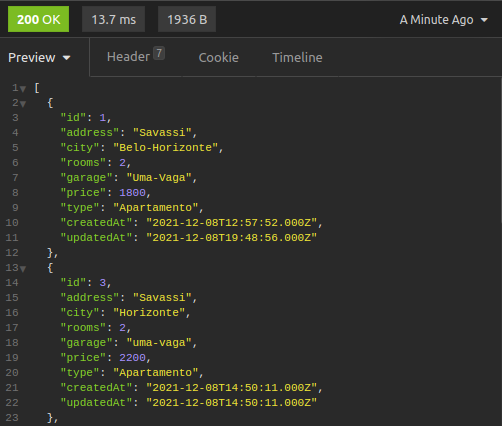 200 OK 13.7 ms 1936 B A Minute Ago
Preview Header 7 Cookie Timeline
1 [
2 {
3 "id": 1,
4 "address": "Savassi",
5 "city": "Belo-Horizonte",
6 "rooms": 2,
7 "garage": "Uma-Vaga",
8 "price": 1800,
9 "type": "Apartamento",
10 "createdAt": "2021-12-08T12:57:52.000Z",
11 "updatedAt": "2021-12-08T19:48:56.000Z"
12 },
13 {
14 "id": 3,
15 "address": "Savassi",
16 "city": "Horizonte",
17 "rooms": 2,
18 "garage": "uma-vaga",
19 "price": 2200,
20 "type": "Apartamento",
21 "createdAt": "2021-12-08T14:50:11.000Z",
22 "updatedAt": "2021-12-08T14:50:11.000Z"
23 },